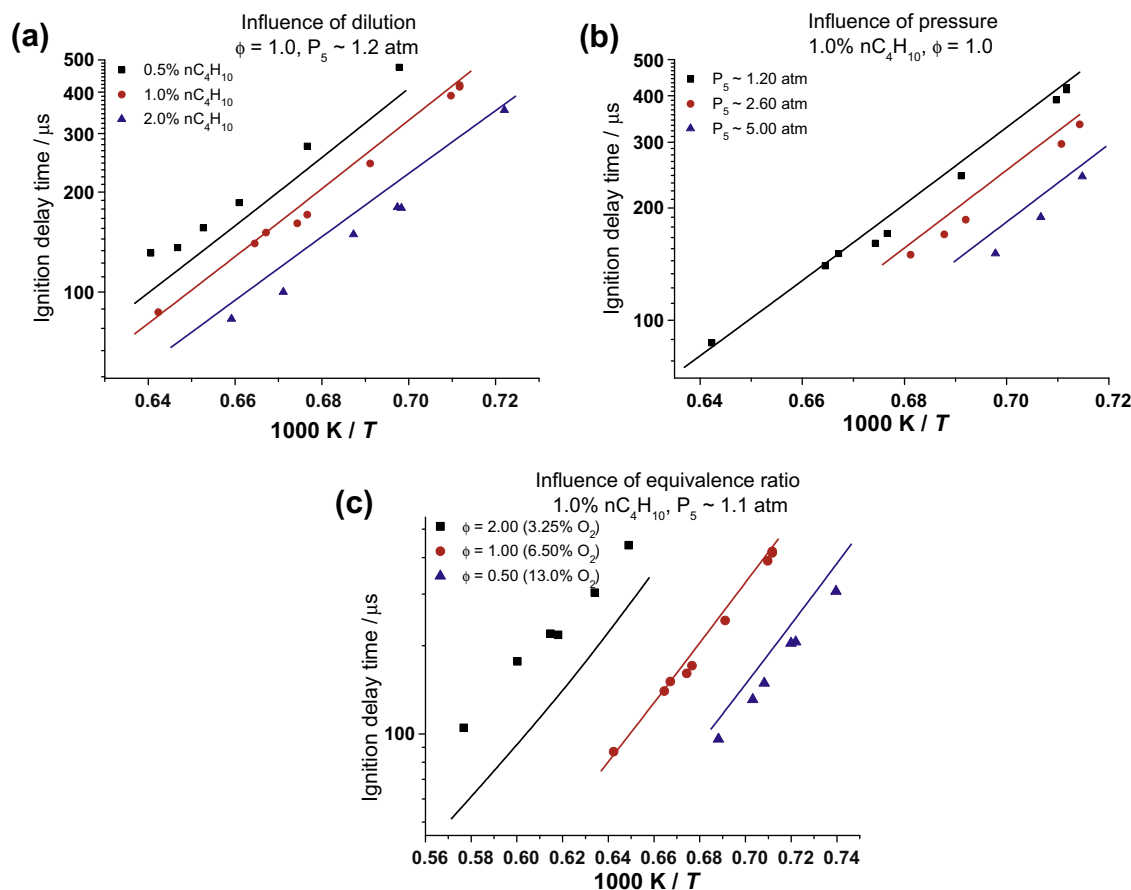 (a)
Influence of dilution
ϕ = 1.0, P₅ ~ 1.2 atm
0.5% nC₄H₁₀
1.0% nC₄H₁₀
2.0% nC₄H₁₀
Ignition delay time / μs
500
400
300
200
100
0.64 0.66 0.68 0.70 0.72
1000 K / T
(b)
Influence of pressure
1.0% nC₄H₁₀, ϕ = 1.0
P₅ ~ 1.20 atm
P₅ ~ 2.60 atm
P₅ ~ 5.00 atm
Ignition delay time / μs
500
400
300
200
100
0.64 0.66 0.68 0.70 0.72
1000 K / T
(c)
Influence of equivalence ratio
1.0% nC₄H₁₀, P₅ ~ 1.1 atm
ϕ = 2.00 (3.25% O₂)
ϕ = 1.00 (6.50% O₂)
ϕ = 0.50 (13.0% O₂)
Ignition delay time / μs
100
0.56 0.58 0.60 0.62 0.64 0.66 0.68 0.70 0.72 0.74
1000 K / T